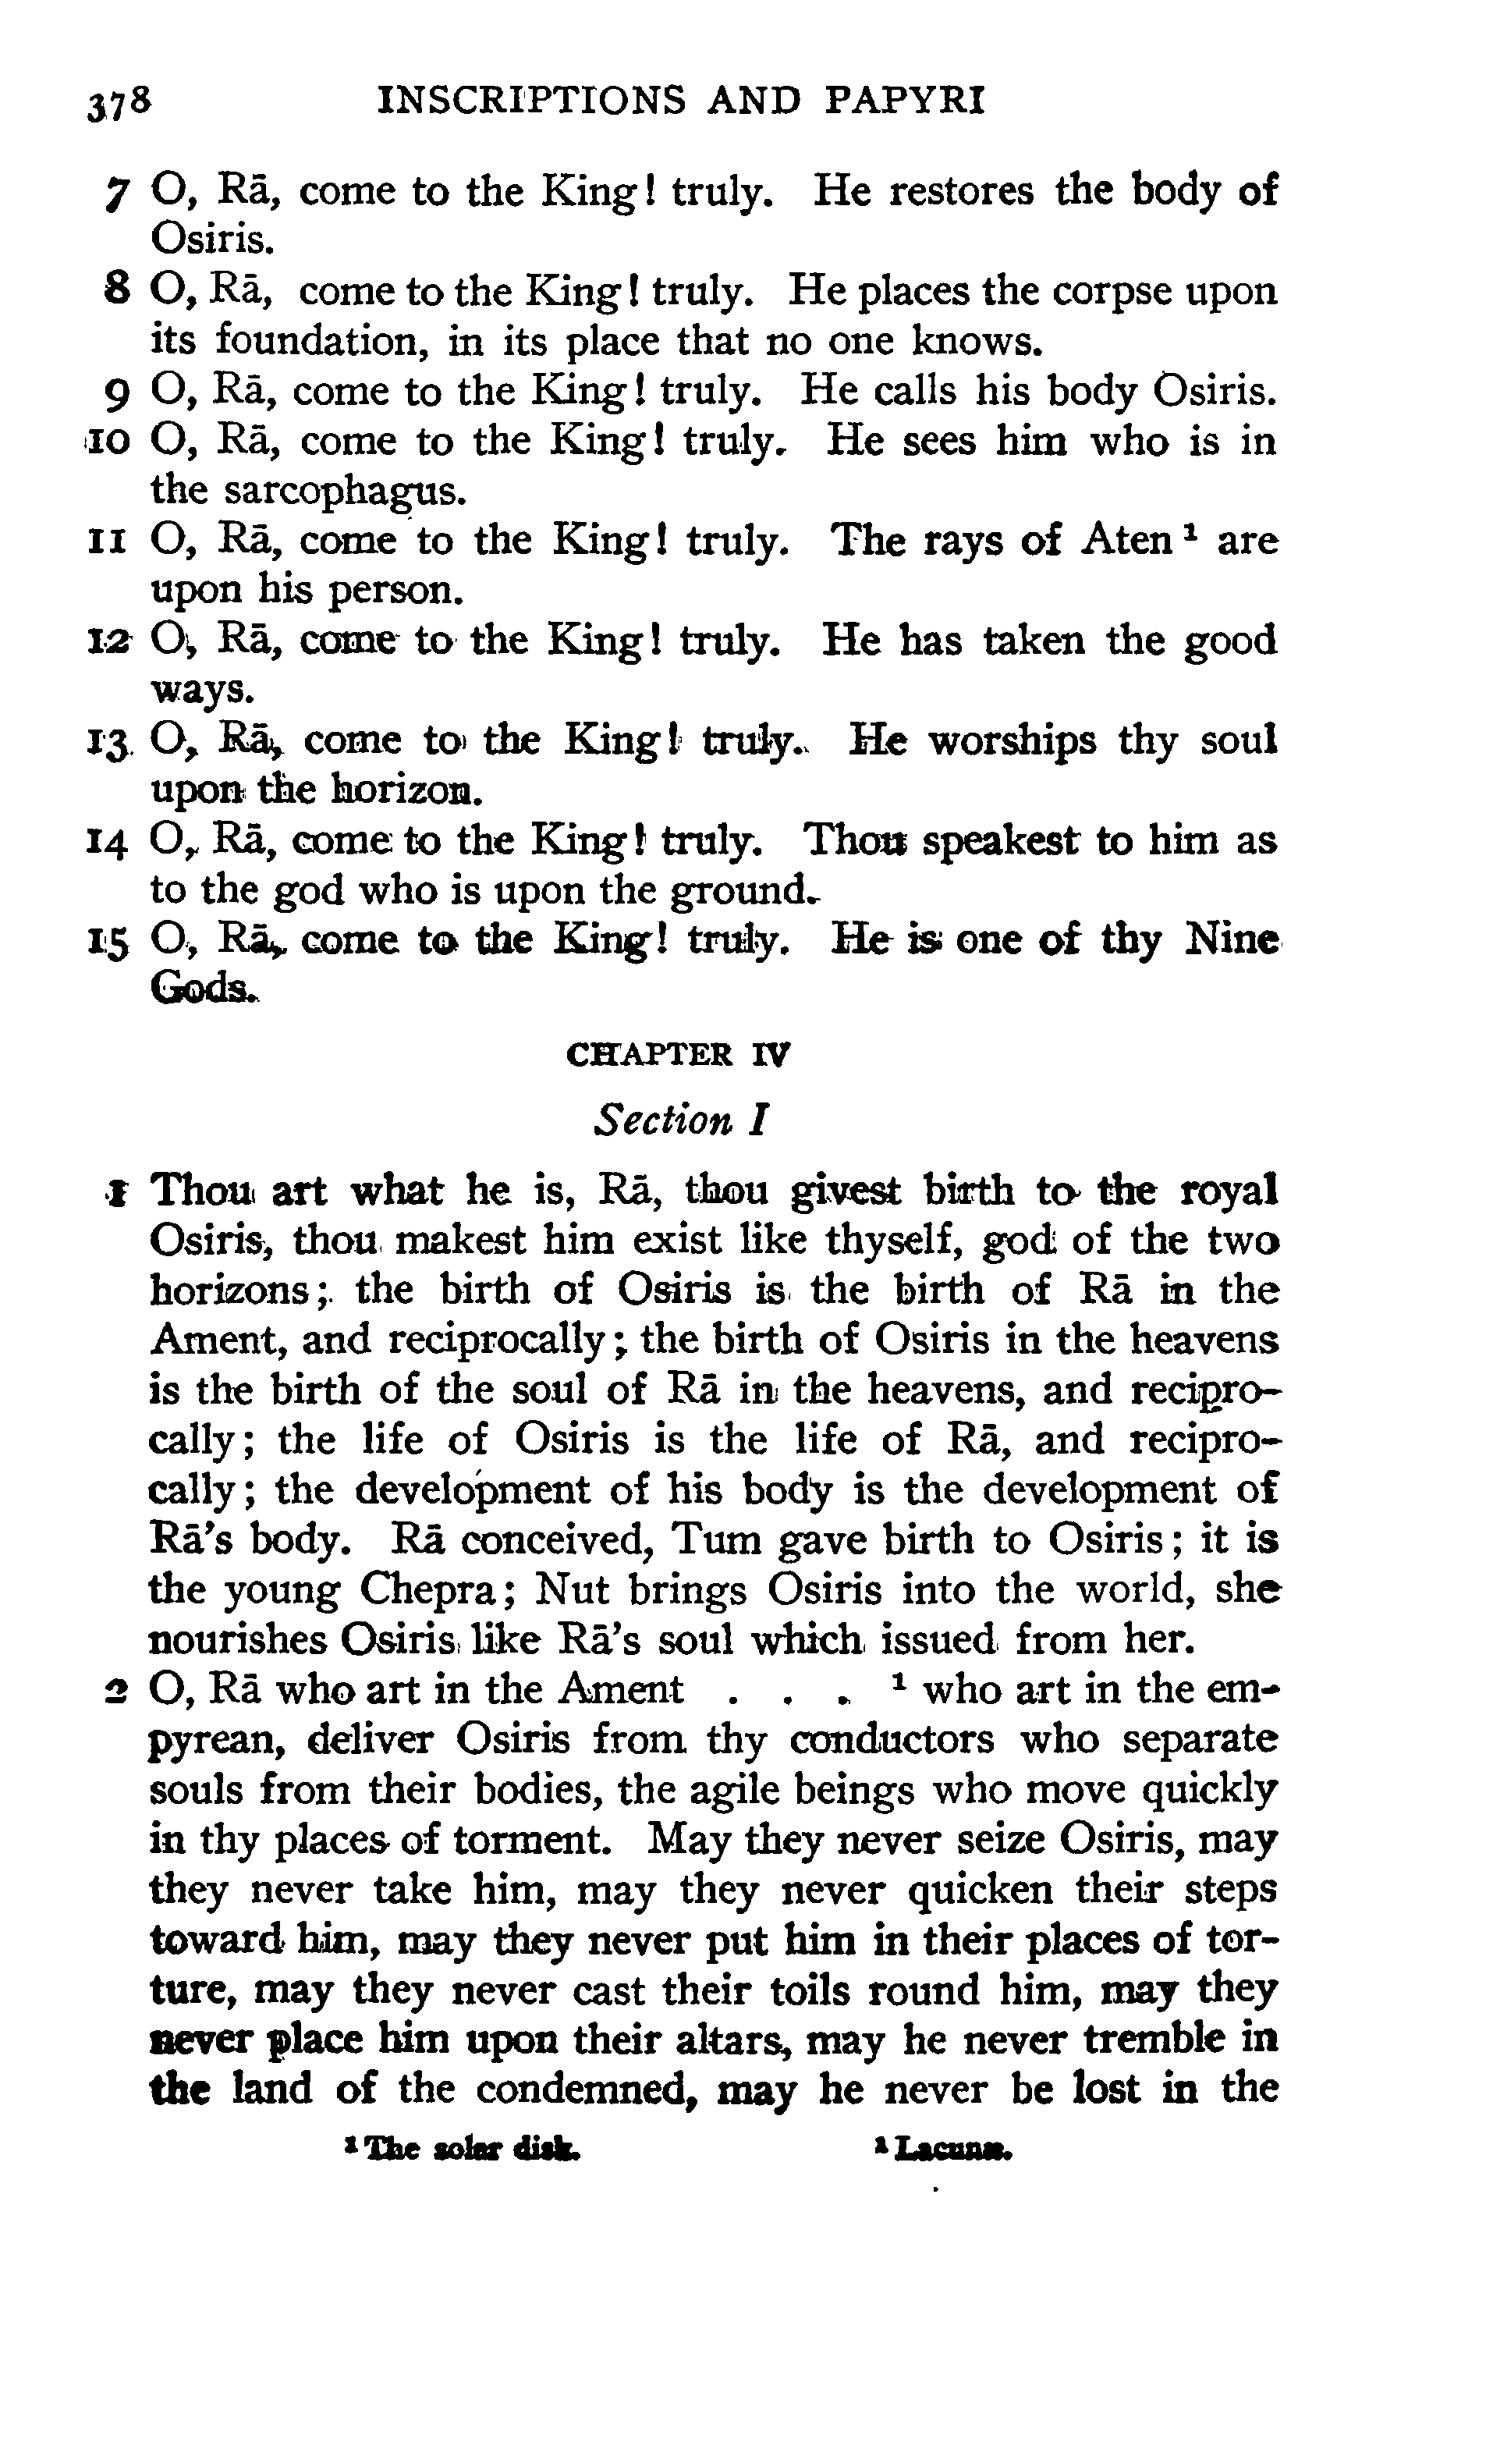 378 INSCRIPTIONS AND PAPYRI
7 O, Rā, come to the King! truly. He restores the body of
Osiris.
8 O, Rā, come to the King! truly. He places the corpse upon
its foundation, in its place that no one knows.
9 O, Rā, come to the King! truly. He calls his body Osiris.
10 O, Rā, come to the King! truly. He sees him who is in
the sarcophagus.
11 O, Rā, come to the King! truly. The rays of Aten¹ are
upon his person.
12 O, Rā, come to the King! truly. He has taken the good
ways.
13 O, Rā, come to the King! truly. He worships thy soul
upon the horizon.
14 O, Rā, come to the King! truly. Thou speakest to him as
to the god who is upon the ground.
15 O, Rā, come to the King! truly. He is one of thy Nine
Gods.
CHAPTER IV
Section I
1 Thou art what he is, Rā, thou givest birth to the royal
Osiris, thou makest him exist like thyself, god of the two
horizons; the birth of Osiris is the birth of Rā in the
Ament, and reciprocally; the birth of Osiris in the heavens
is the birth of the soul of Rā in the heavens, and recipro-
cally; the life of Osiris is the life of Rā, and recipro-
cally; the development of his body is the development of
Rā's body. Rā conceived, Tum gave birth to Osiris; it is
the young Chepra; Nut brings Osiris into the world, she
nourishes Osiris like Rā's soul which issued from her.
2 O, Rā who art in the Ament . . . ¹ who art in the em-
pyrean, deliver Osiris from thy conductors who separate
souls from their bodies, the agile beings who move quickly
in thy places of torment. May they never seize Osiris, may
they never take him, may they never quicken their steps
toward him, may they never put him in their places of tor-
ture, may they never cast their toils round him, may they
never place him upon their altars, may he never tremble in
the land of the condemned, may he never be lost in the
¹ The solar disk. ¹ Lacunæ.